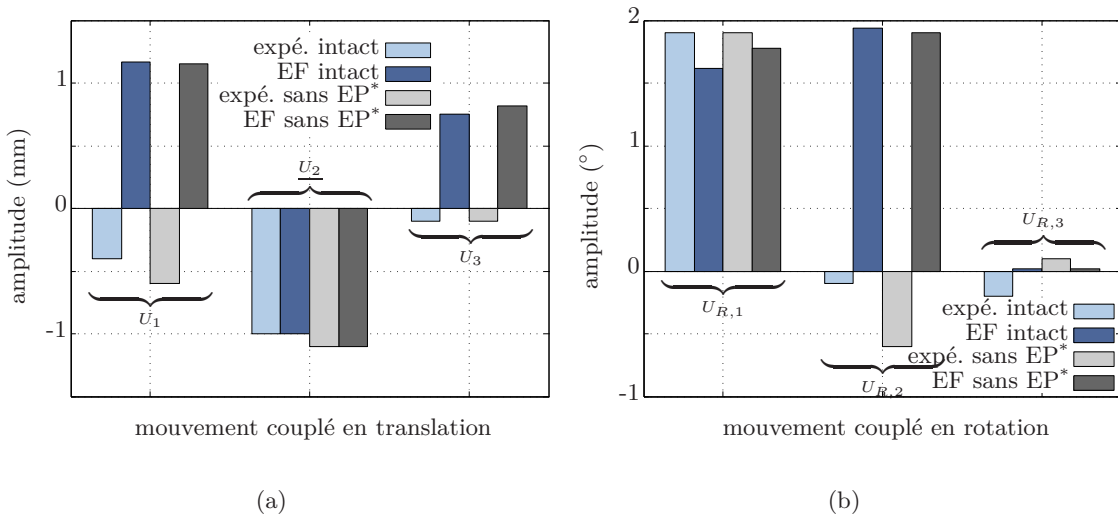 expé. intact
EF intact
expé. sans EP*
EF sans EP*
1
0
-1
amplitude (mm)
U1
U2
U3
mouvement couplé en translation
(a)
2
1
0
-1
amplitude (°)
UR,1
UR,2
UR,3
expé. intact
EF intact
expé. sans EP*
EF sans EP*
mouvement couplé en rotation
(b)